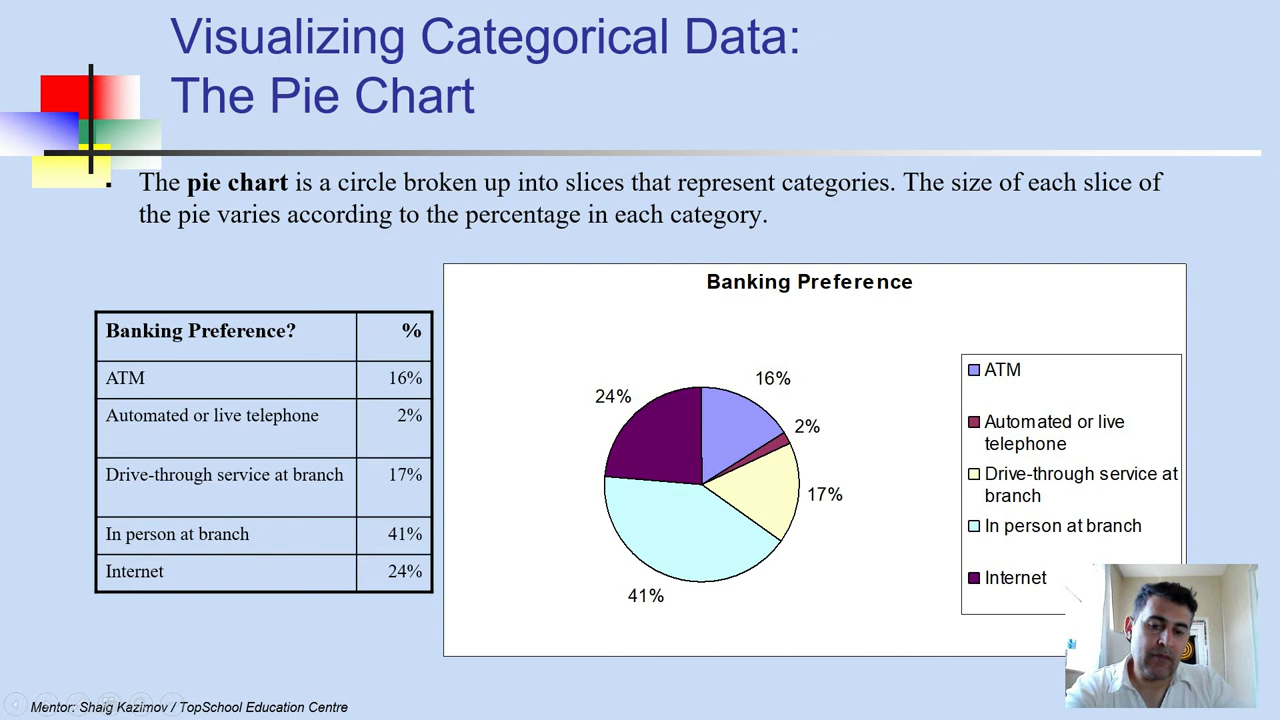 Visualizing Categorical Data:
The Pie Chart
The pie chart is a circle broken up into slices that represent categories. The size of each slice of
the pie varies according to the percentage in each category.
Banking Preference? %
ATM 16%
Automated or live telephone 2%
Drive-through service at branch 17%
In person at branch 41%
Internet 24%
Banking Preference
16%
24%
2%
17%
41%
ATM
Automated or live
telephone
Drive-through service at
branch
In person at branch
Internet
Mentor: Shaig Kazimov / TopSchool Education Centre